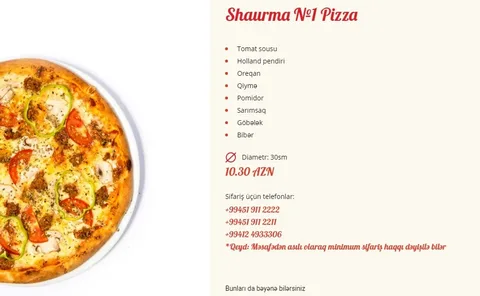 Shaurma №1 Pizza
Tomat sousu
Holland pendiri
Oreqan
Qiymə
Pomidor
Sarımsaq
Göbələk
Bibər
Diametr: 30sm
10.30 AZN
Sifariş üçün telefonlar:
+99451 911 2222
+99451 911 2211
+99412 4933306
*Qeyd: Məsafədən asılı olaraq minimum sifariş haqqı dəyişilə bilər
Bunları da bəyənə bilərsiniz